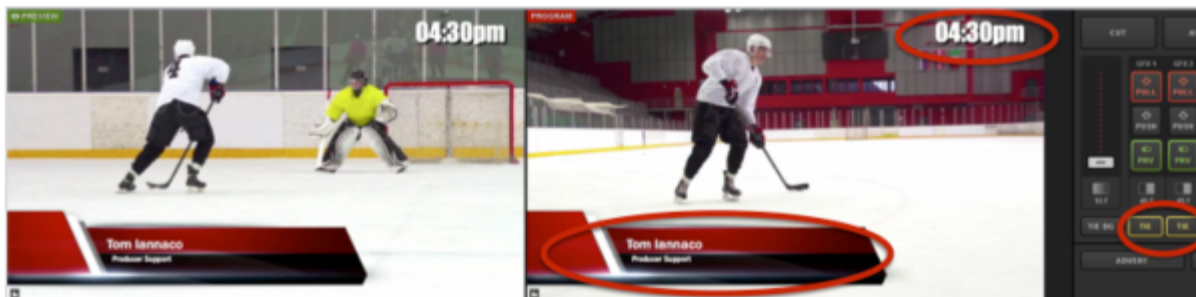 PREVIEW
04:30pm
Tom Iannaco
Producer Support
PROGRAM
04:30pm
Tom Iannaco
Producer Support
CUT
A
GFX 1
GFX 2
PULL
PULL
PUSH
PUSH
PRV
PRV
TIE BG
TIE
TIE
ADVERT